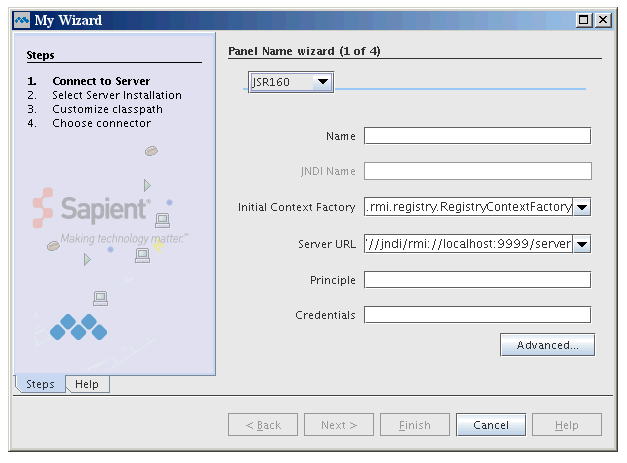 My Wizard
Steps
1. Connect to Server
2. Select Server Installation
3. Customize classpath
4. Choose connector
Sapient
Making technology matter.™
Steps
Help
Panel Name wizard (1 of 4)
JSR160
Name
JNDI Name
Initial Context Factory .rmi.registry.RegistryContextFactory
Server URL '//jndi/rmi://localhost:9999/server
Principle
Credentials
Advanced...
< Back
Next >
Finish
Cancel
Help